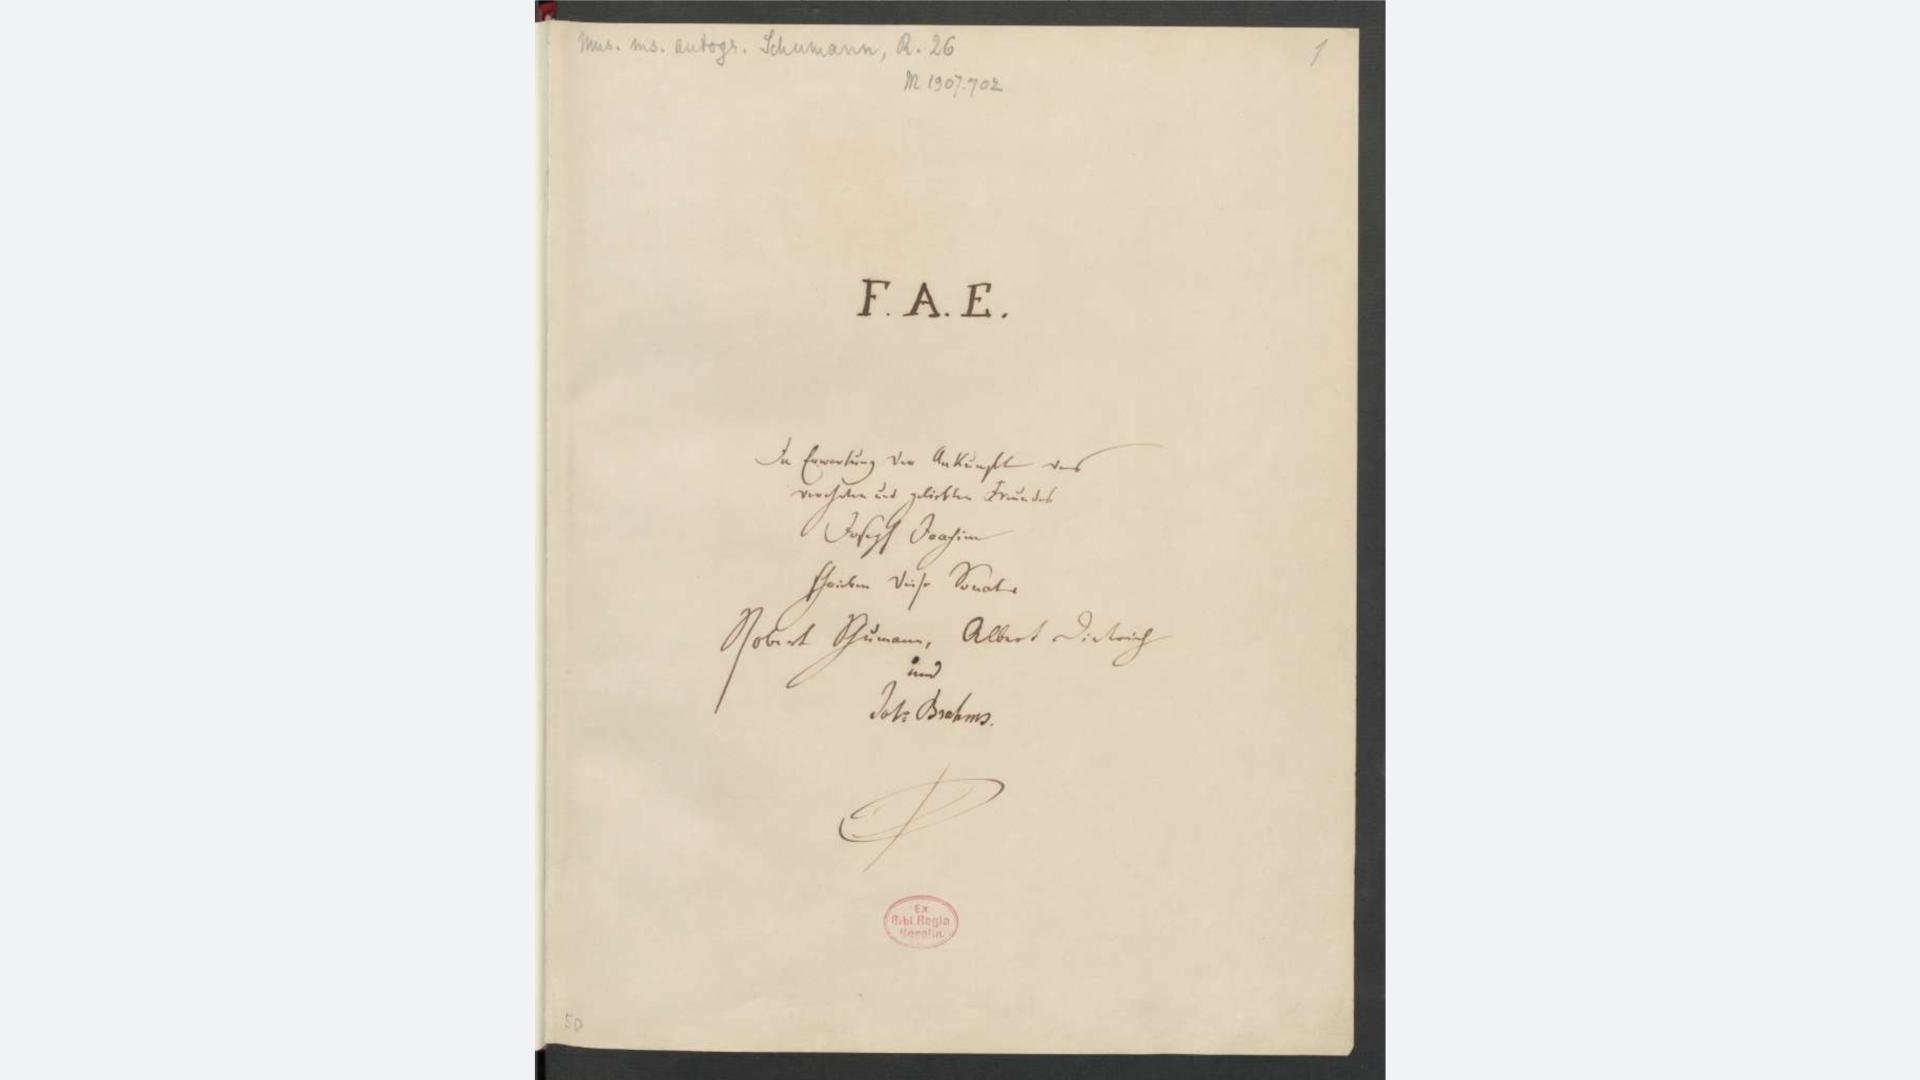 Mus. ms. autogr. Schumann, R. 26
1
M 1907.702
F. A. E.
In Erwartung der Ankunft des
verehrten und geliebten Freundes
Joseph Joachim
schrieben diese Sonate
Robert Schumann, Albert Dietrich
und
Joh: Brahms.
Ex
Bibl. Regia
Berolin.
50